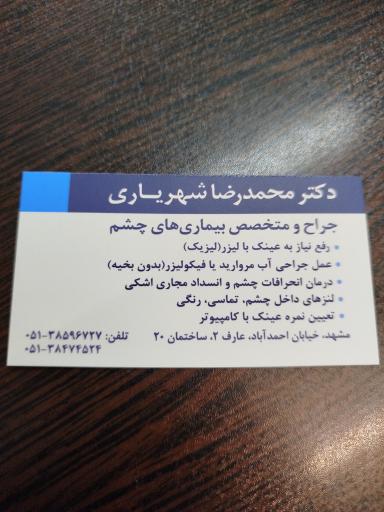 دکتر محمدرضا شهریاری
جراح و متخصص بیماری‌های چشم
• رفع نیاز به عینک با لیزر(لیزیک)
• عمل جراحی آب مروارید یا فیکولیزر(بدون بخیه)
• درمان انحرافات چشم و انسداد مجاری اشکی
• لنزهای داخل چشم، تماسی، رنگی
• تعیین نمره عینک با کامپیوتر
مشهد، خیابان احمدآباد، عارف ۲، ساختمان ۲۰ تلفن: ۳۸۵۹۶۷۲۷-۰۵۱
۳۸۴۷۴۵۲۴-۰۵۱